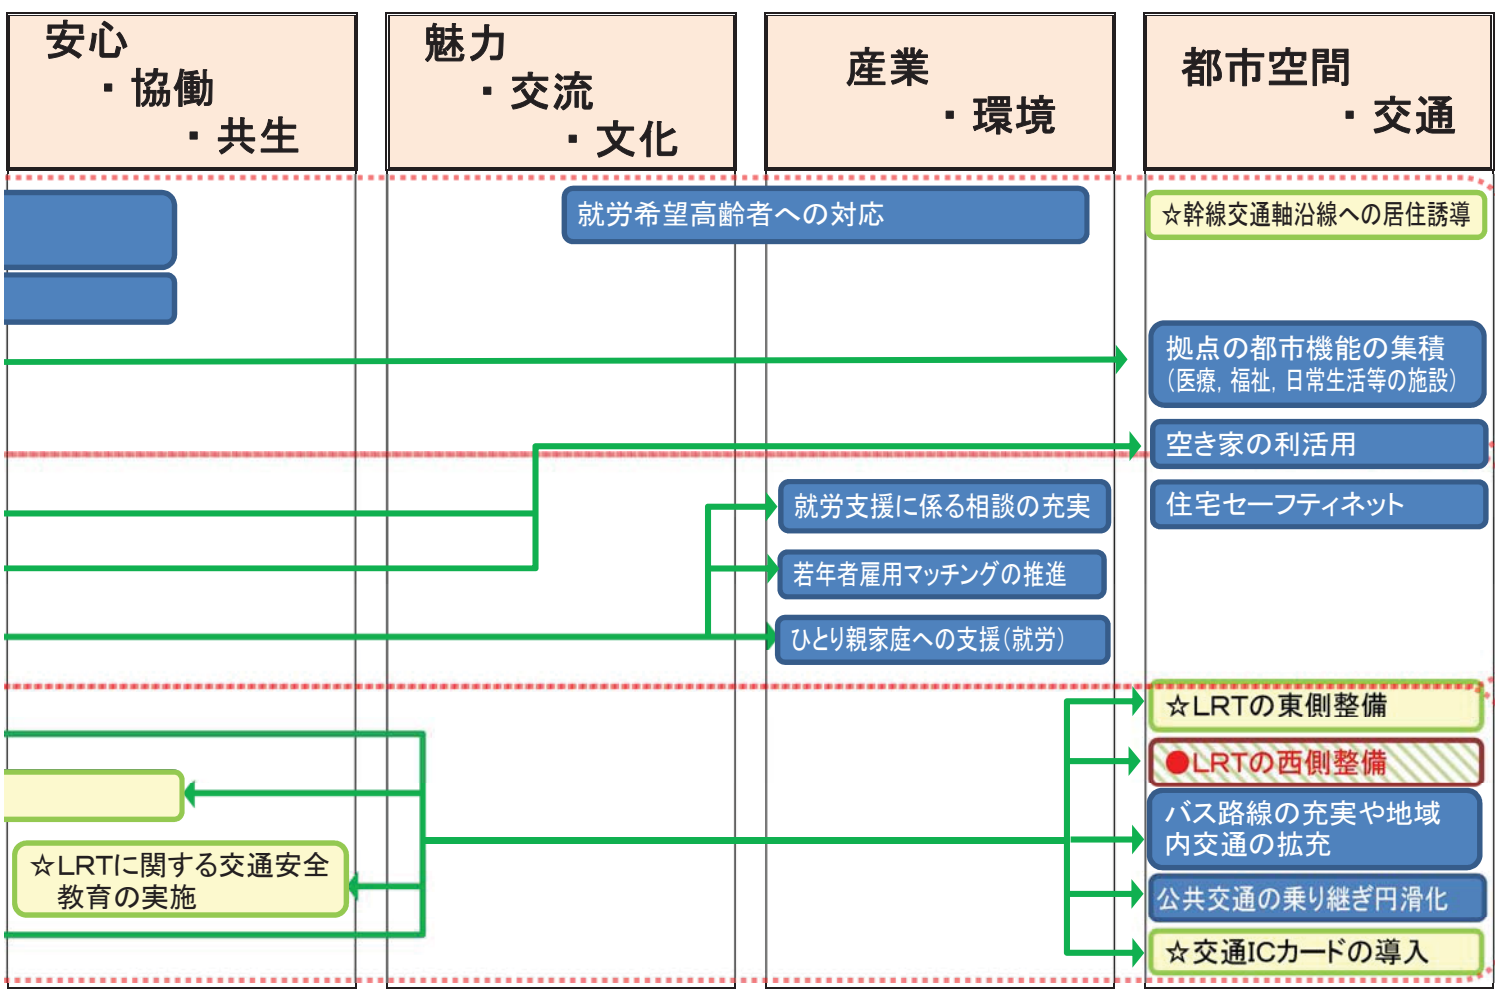 安心
・協働
・共生
魅力
・交流
・文化
産業
・環境
都市空間
・交通
就労希望高齢者への対応
☆幹線交通軸沿線への居住誘導
拠点の都市機能の集積
（医療，福祉，日常生活等の施設）
空き家の利活用
就労支援に係る相談の充実
住宅セーフティネット
若年者雇用マッチングの推進
ひとり親家庭への支援（就労）
☆LRTの東側整備
●LRTの西側整備
バス路線の充実や地域
内交通の拡充
☆LRTに関する交通安全
教育の実施
公共交通の乗り継ぎ円滑化
☆交通ICカードの導入